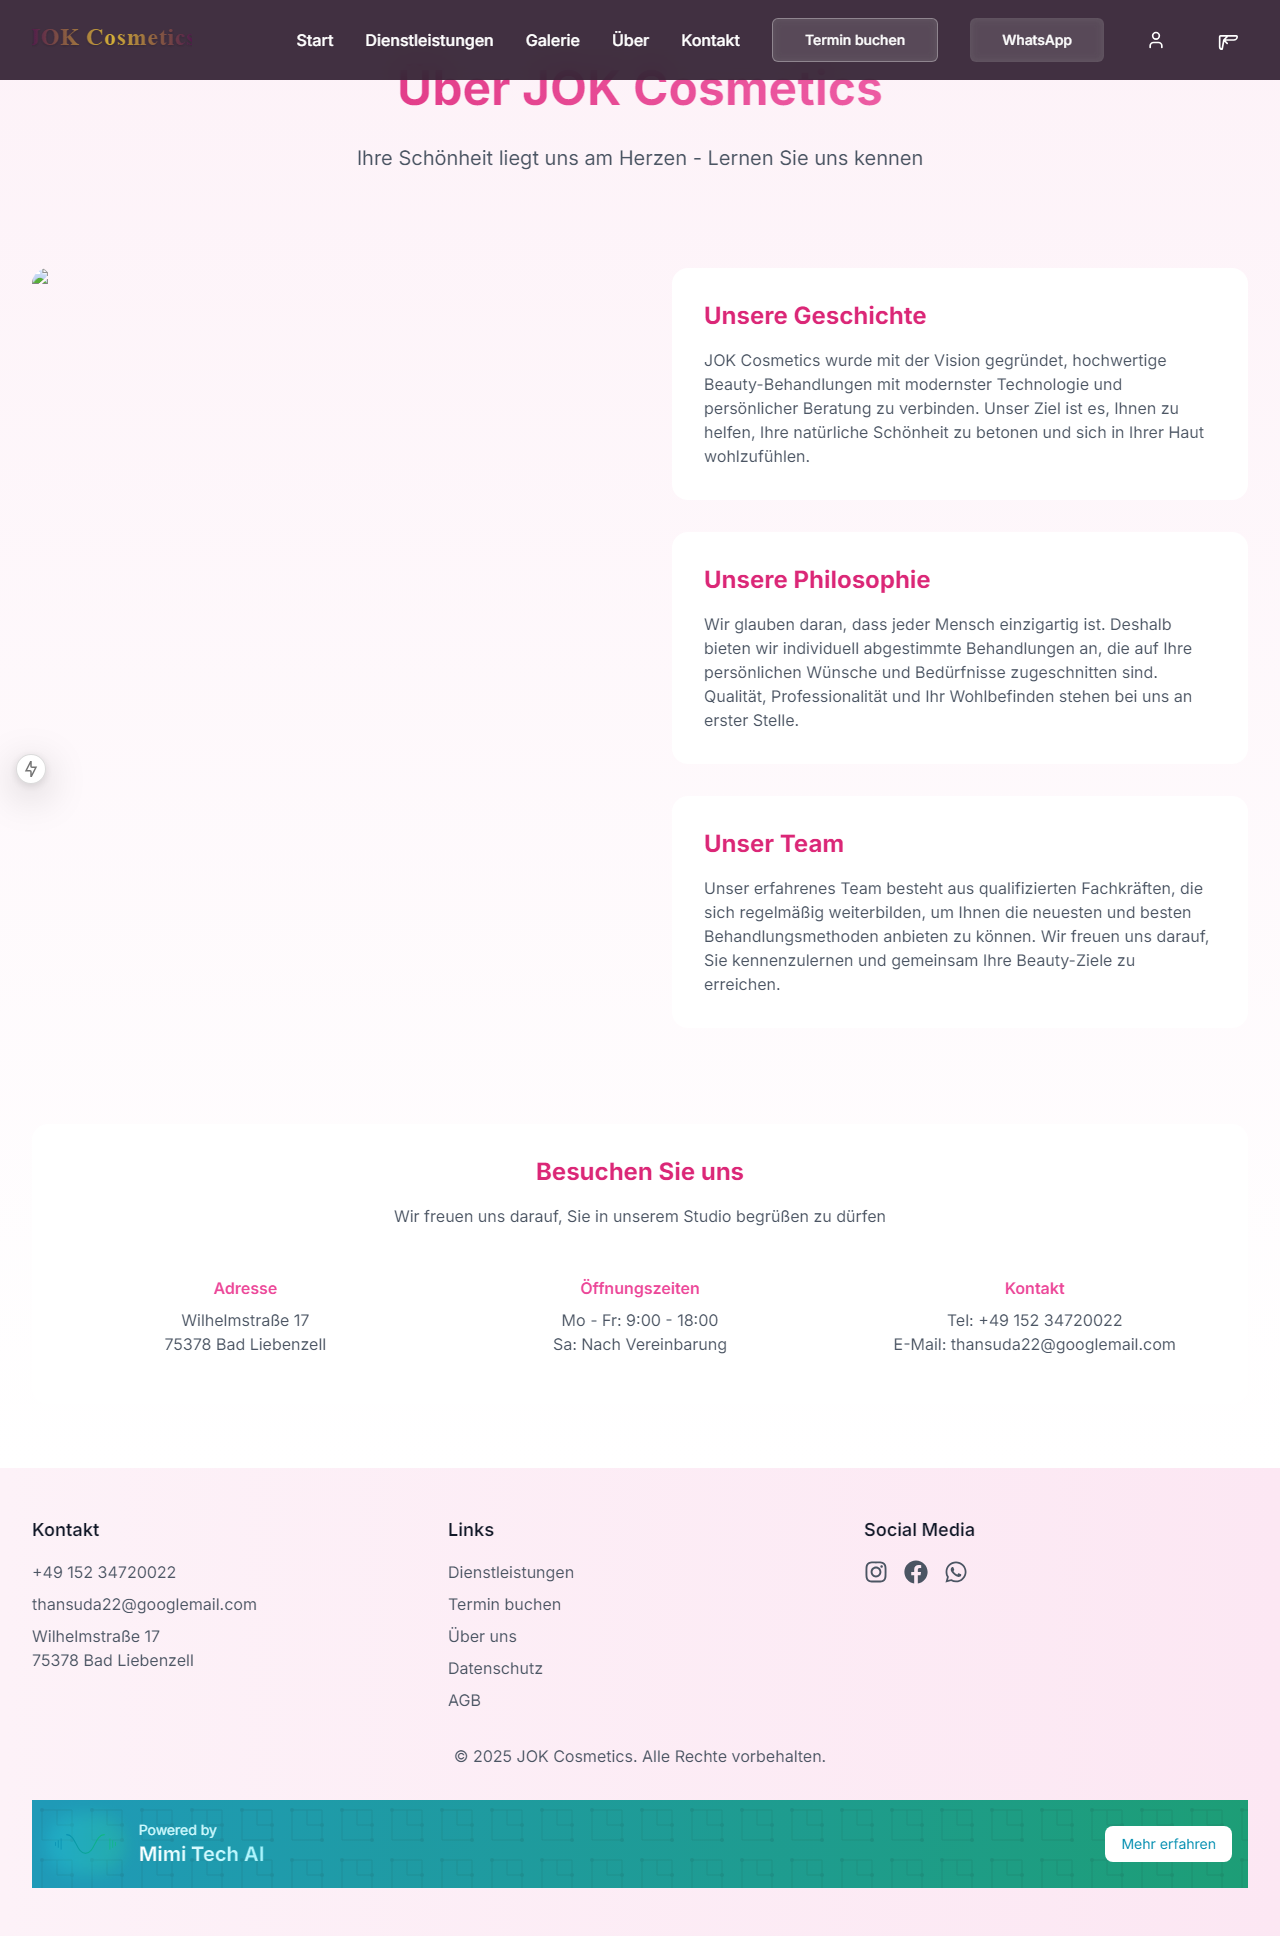 JOK Cosmetics
Start
Dienstleistungen
Galerie
Über
Kontakt
Termin buchen
WhatsApp
Über JOK Cosmetics
Ihre Schönheit liegt uns am Herzen - Lernen Sie uns kennen
Unsere Geschichte
JOK Cosmetics wurde mit der Vision gegründet, hochwertige
Beauty-Behandlungen mit modernster Technologie und
persönlicher Beratung zu verbinden. Unser Ziel ist es, Ihnen zu
helfen, Ihre natürliche Schönheit zu betonen und sich in Ihrer Haut
wohlzufühlen.
Unsere Philosophie
Wir glauben daran, dass jeder Mensch einzigartig ist. Deshalb
bieten wir individuell abgestimmte Behandlungen an, die auf Ihre
persönlichen Wünsche und Bedürfnisse zugeschnitten sind.
Qualität, Professionalität und Ihr Wohlbefinden stehen bei uns an
erster Stelle.
Unser Team
Unser erfahrenes Team besteht aus qualifizierten Fachkräften, die
sich regelmäßig weiterbilden, um Ihnen die neuesten und besten
Behandlungsmethoden anbieten zu können. Wir freuen uns darauf,
Sie kennenzulernen und gemeinsam Ihre Beauty-Ziele zu
erreichen.
Besuchen Sie uns
Wir freuen uns darauf, Sie in unserem Studio begrüßen zu dürfen
Adresse
Wilhelmstraße 17
75378 Bad Liebenzell
Öffnungszeiten
Mo - Fr: 9:00 - 18:00
Sa: Nach Vereinbarung
Kontakt
Tel: +49 152 34720022
E-Mail: thansuda22@googlemail.com
Kontakt
+49 152 34720022
thansuda22@googlemail.com
Wilhelmstraße 17
75378 Bad Liebenzell
Links
Dienstleistungen
Termin buchen
Über uns
Datenschutz
AGB
Social Media
© 2025 JOK Cosmetics. Alle Rechte vorbehalten.
Powered by
Mimi Tech AI
Mehr erfahren